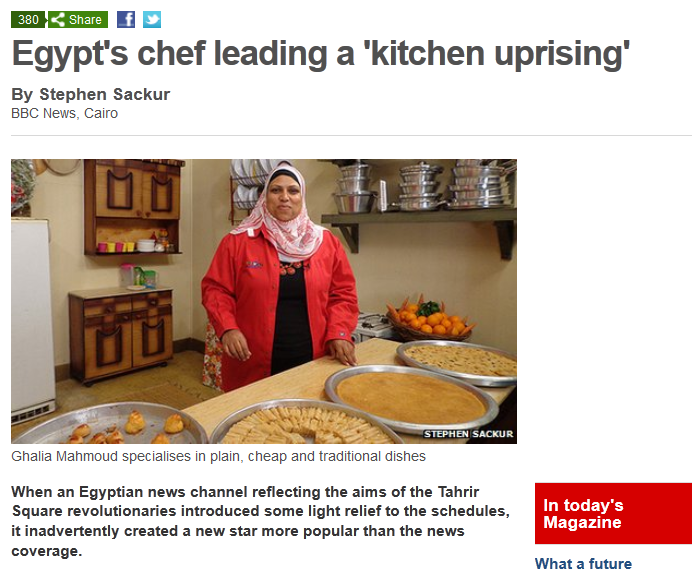 380 Share
Egypt's chef leading a 'kitchen uprising'
By Stephen Sackur
BBC News, Cairo
STEPHEN SACKUR
Ghalia Mahmoud specialises in plain, cheap and traditional dishes
When an Egyptian news channel reflecting the aims of the Tahrir
Square revolutionaries introduced some light relief to the schedules,
it inadvertently created a new star more popular than the news
coverage.
In today's
Magazine
What a future